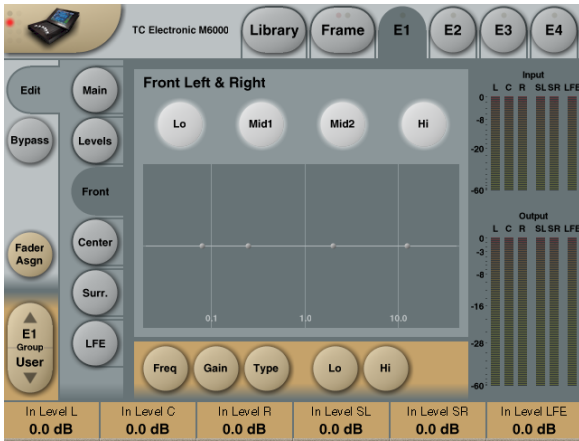 TC Electronic M6000
Library
Frame
E1
E2
E3
E4
Edit
Bypass
Fader
Asgn
E1
Group
User
Main
Levels
Front
Center
Surr.
LFE
Front Left & Right
Lo
Mid1
Mid2
Hi
0.1
1.0
10.0
Freq
Gain
Type
Lo
Hi
Input
L C R SL SR LFE
0
-8
-20
-60
Output
L C R SL SR LFE
0
-3
-8
-16
-28
-60
In Level L
In Level C
In Level R
In Level SL
In Level SR
In Level LFE
0.0 dB
0.0 dB
0.0 dB
0.0 dB
0.0 dB
0.0 dB